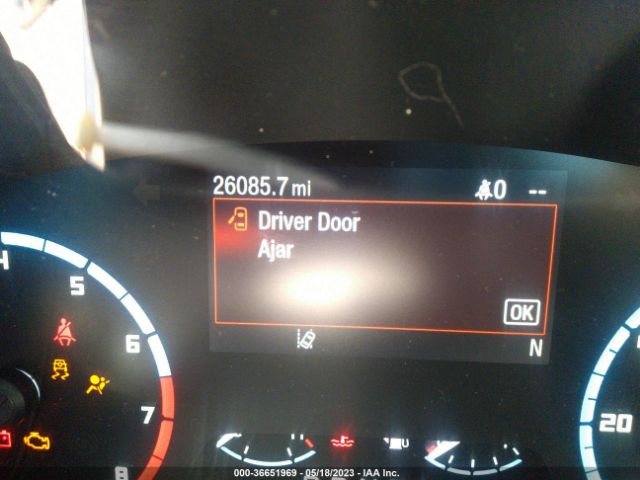 26085.7 mi
0 --
Driver Door
Ajar
OK
N
4
5
6
7
8
20
U
000-36651969 - 05/18/2023 - IAA Inc.